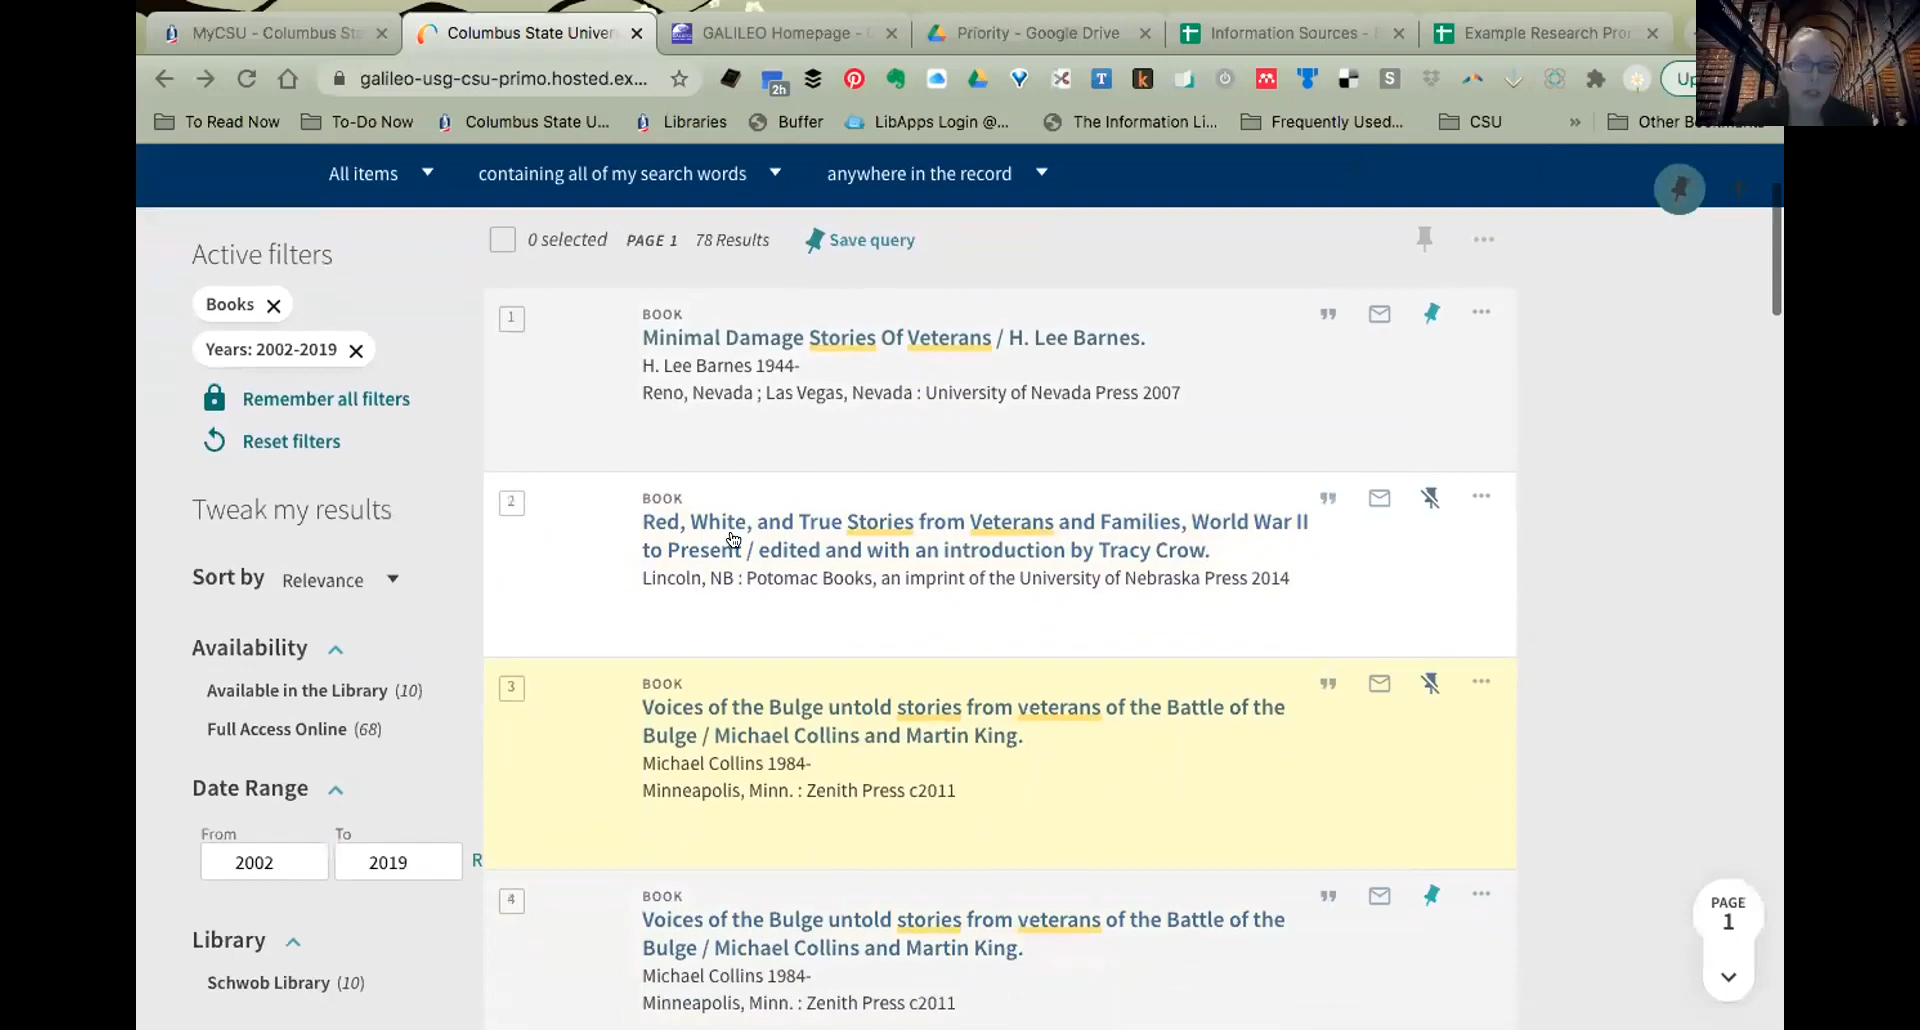 MyCSU - Columbus Sta
Columbus State Univer
GALILEO Homepage - 
Priority - Google Drive
Information Sources - 
Example Research Pro
galileo-usg-csu-primo.hosted.ex...
2h
T
k
S
Up
To Read Now
To-Do Now
Columbus State U...
Libraries
Buffer
LibApps Login @...
The Information Li...
Frequently Used...
CSU
»
Other Bookmarks
All items
containing all of my search words
anywhere in the record
Active filters
Books
Years: 2002-2019
Remember all filters
Reset filters
Tweak my results
Sort by Relevance
Availability
Available in the Library (10)
Full Access Online (68)
Date Range
From
To
2002
2019
R
Library
Schwob Library (10)
0 selected PAGE 1 78 Results Save query
1
BOOK
Minimal Damage Stories Of Veterans / H. Lee Barnes.
H. Lee Barnes 1944-
Reno, Nevada ; Las Vegas, Nevada : University of Nevada Press 2007
2
BOOK
Red, White, and True Stories from Veterans and Families, World War II
to Present / edited and with an introduction by Tracy Crow.
Lincoln, NB : Potomac Books, an imprint of the University of Nebraska Press 2014
3
BOOK
Voices of the Bulge untold stories from veterans of the Battle of the
Bulge / Michael Collins and Martin King.
Michael Collins 1984-
Minneapolis, Minn. : Zenith Press c2011
4
BOOK
Voices of the Bulge untold stories from veterans of the Battle of the
Bulge / Michael Collins and Martin King.
Michael Collins 1984-
Minneapolis, Minn. : Zenith Press c2011
PAGE
1